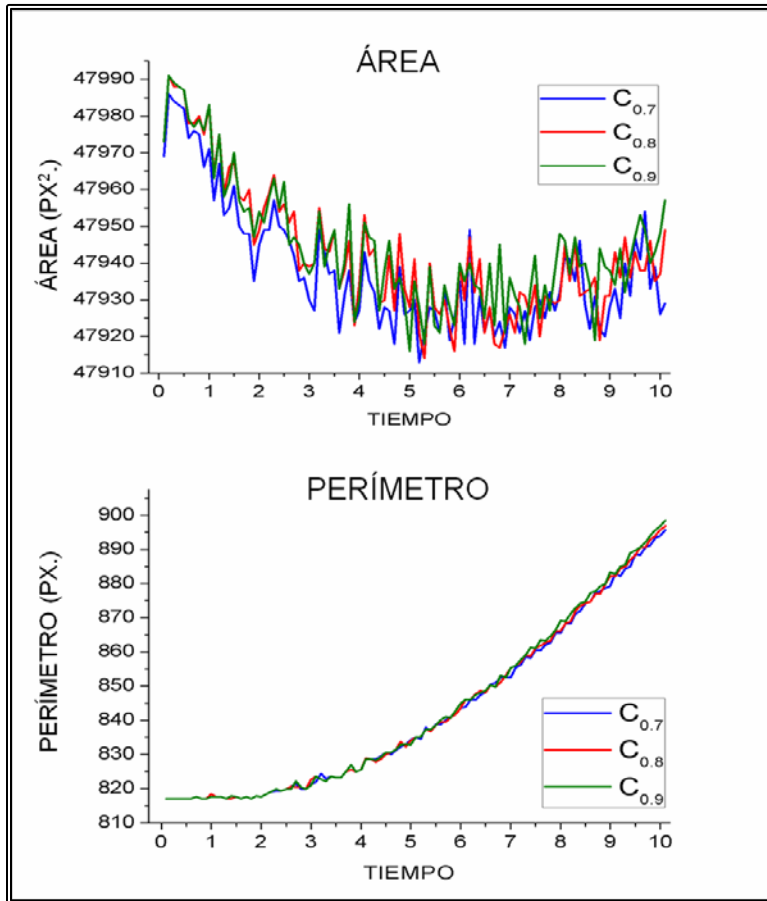 ÁREA
47990
47980
47970
47960
47950
47940
47930
47920
47910
ÁREA (PX².)
C0.7
C0.8
C0.9
0 1 2 3 4 5 6 7 8 9 10
TIEMPO
PERÍMETRO
900
890
880
870
860
850
840
830
820
810
PERÍMETRO (PX.)
C0.7
C0.8
C0.9
0 1 2 3 4 5 6 7 8 9 10
TIEMPO